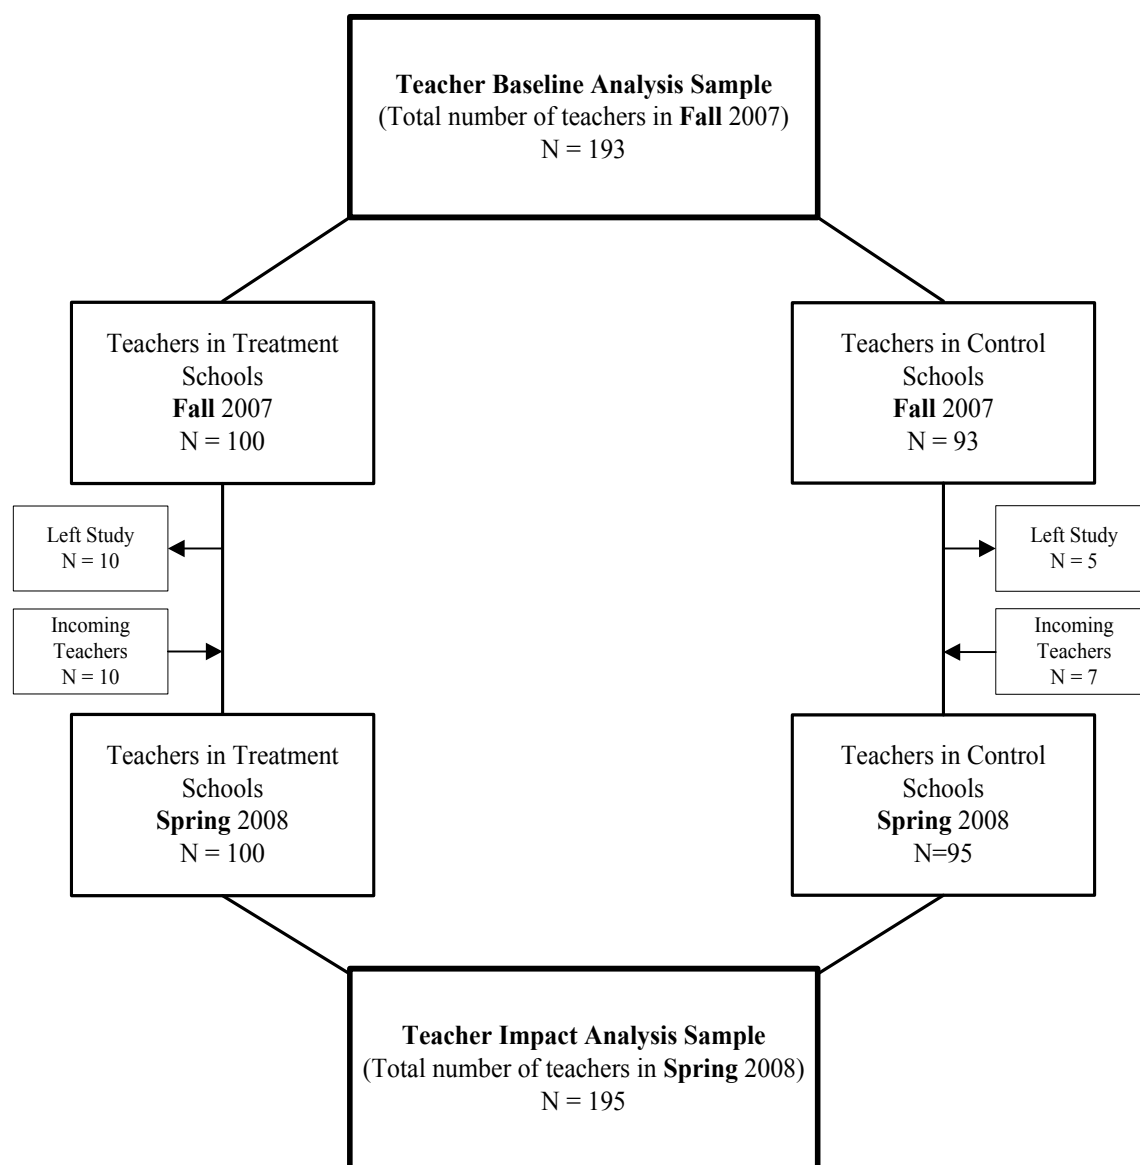 Teacher Baseline Analysis Sample
(Total number of teachers in Fall 2007)
N = 193
Teachers in Treatment
Schools
Fall 2007
N = 100
Teachers in Control
Schools
Fall 2007
N = 93
Left Study
N = 10
Left Study
N = 5
Incoming
Teachers
N = 10
Incoming
Teachers
N = 7
Teachers in Treatment
Schools
Spring 2008
N = 100
Teachers in Control
Schools
Spring 2008
N=95
Teacher Impact Analysis Sample
(Total number of teachers in Spring 2008)
N = 195